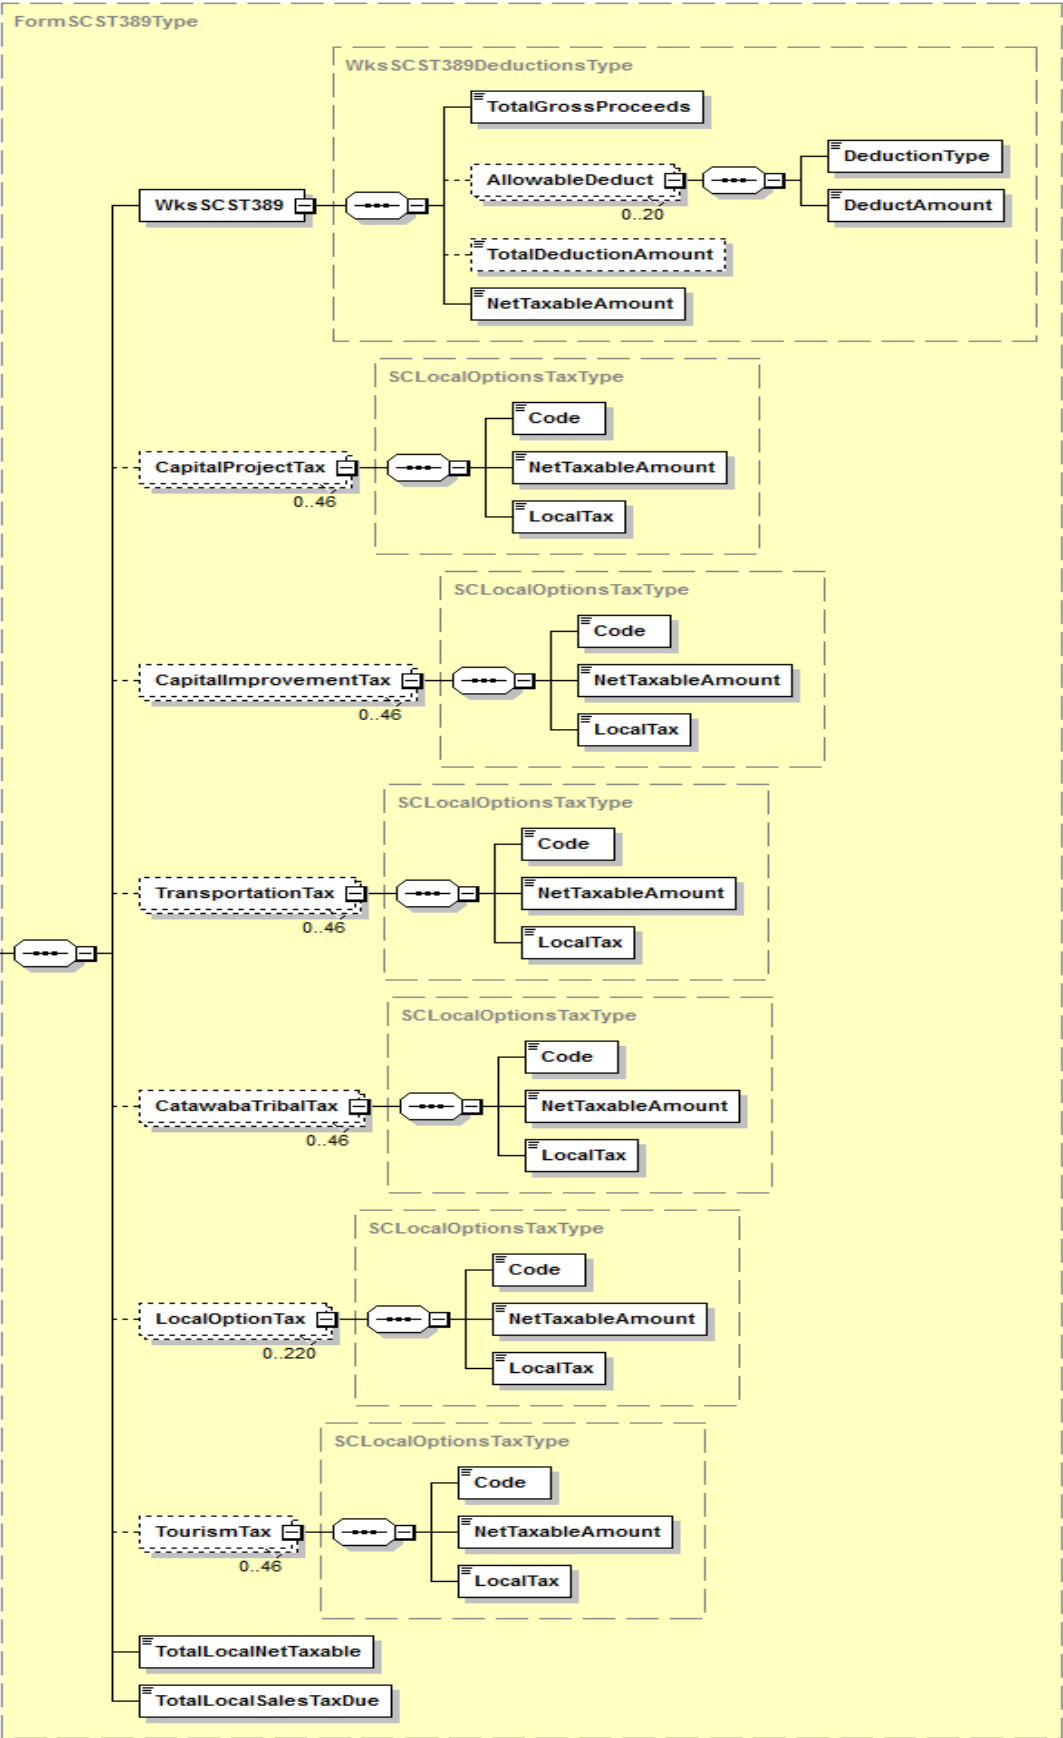 FormSCST389Type
WksSCST389DeductionsType
TotalGrossProceeds
DeductionType
AllowableDeduct
WksSCST389
DeductAmount
0..20
TotalDeductionAmount
NetTaxableAmount
SCLocalOptionsTaxType
Code
CapitalProjectTax
NetTaxableAmount
0..46
LocalTax
SCLocalOptionsTaxType
Code
CapitalImprovementTax
NetTaxableAmount
0..46
LocalTax
SCLocalOptionsTaxType
Code
TransportationTax
NetTaxableAmount
0..46
LocalTax
SCLocalOptionsTaxType
Code
CatawabaTribalTax
NetTaxableAmount
0..46
LocalTax
SCLocalOptionsTaxType
Code
LocalOptionTax
NetTaxableAmount
0..220
LocalTax
SCLocalOptionsTaxType
Code
TourismTax
NetTaxableAmount
0..46
LocalTax
TotalLocalNetTaxable
TotalLocalSalesTaxDue